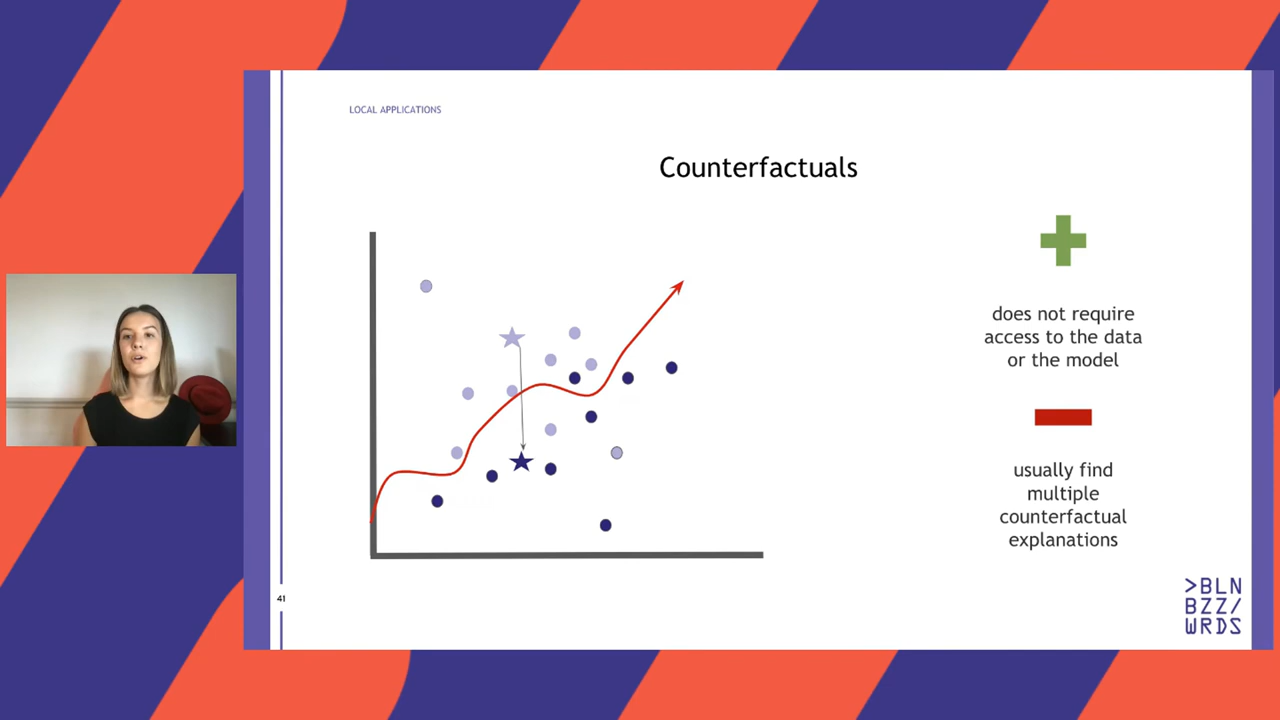 LOCAL APPLICATIONS
Counterfactuals
does not require
access to the data
or the model
usually find
multiple
counterfactual
explanations
41
>BLN
BZZ/
WRDS